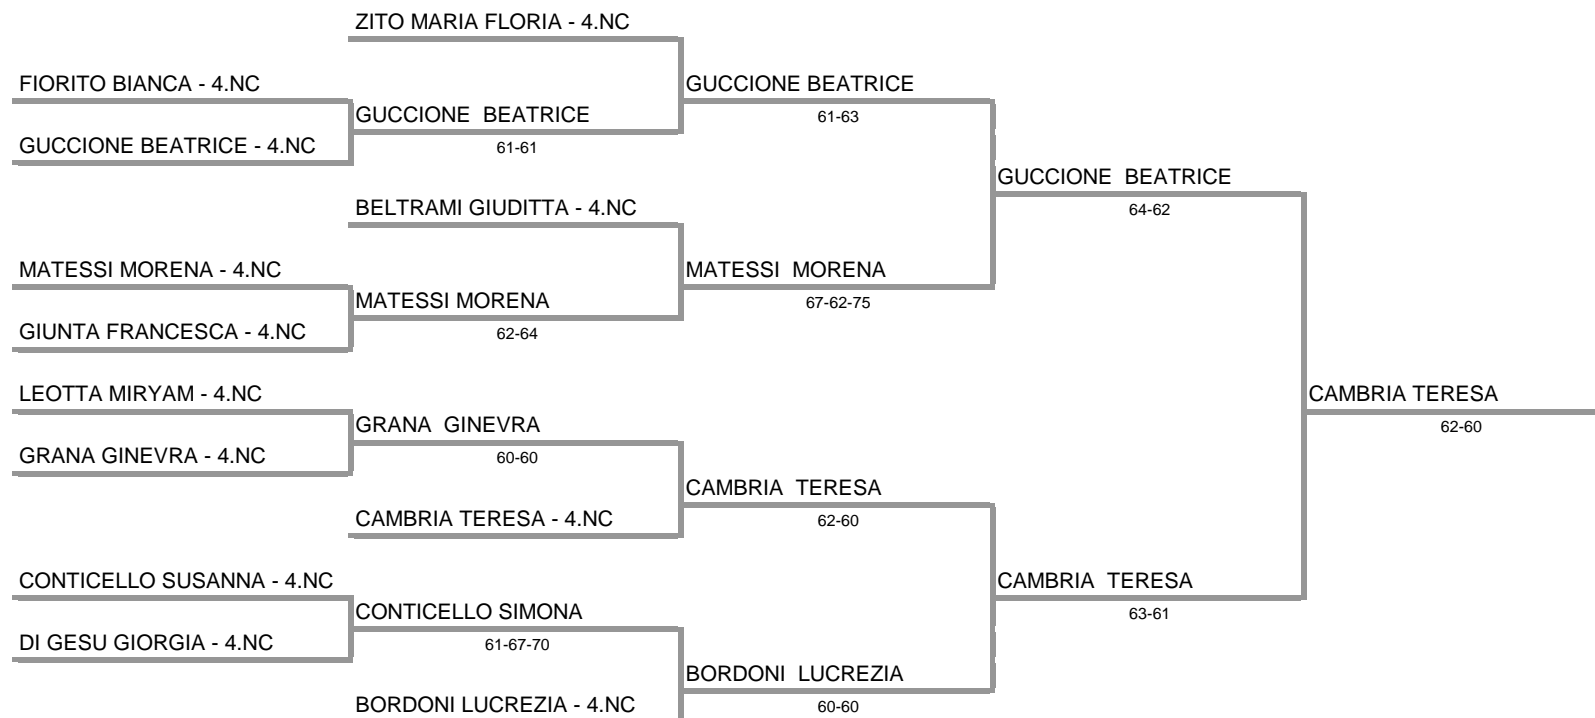 ZITO MARIA FLORIA - 4.NC
FIORITO BIANCA - 4.NC
GUCCIONE BEATRICE
GUCCIONE  BEATRICE
61-63
GUCCIONE BEATRICE - 4.NC
61-61
GUCCIONE  BEATRICE
BELTRAMI GIUDITTA - 4.NC
64-62
MATESSI MORENA - 4.NC
MATESSI  MORENA
MATESSI MORENA
67-62-75
GIUNTA FRANCESCA - 4.NC
62-64
LEOTTA MIRYAM - 4.NC
CAMBRIA TERESA
GRANA  GINEVRA
62-60
GRANA GINEVRA - 4.NC
60-60
CAMBRIA  TERESA
CAMBRIA TERESA - 4.NC
62-60
CONTICELLO SUSANNA - 4.NC
CAMBRIA  TERESA
CONTICELLO SIMONA
63-61
DI GESU GIORGIA - 4.NC
61-67-70
BORDONI  LUCREZIA
BORDONI LUCREZIA - 4.NC
60-60